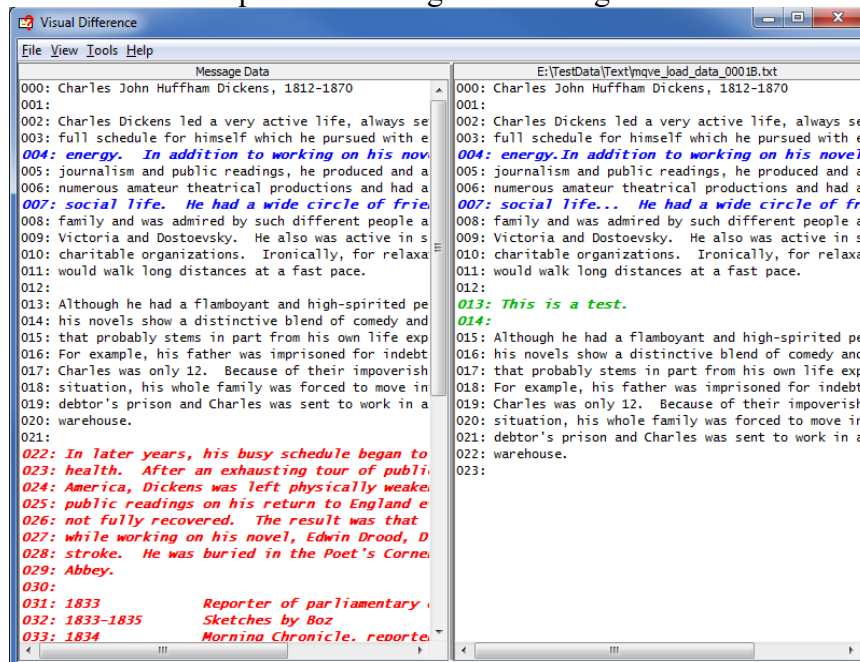 Visual Difference
File View Tools Help
Message Data
000: Charles John Huffham Dickens, 1812-1870
001:
002: Charles Dickens led a very active life, always se
003: full schedule for himself which he pursued with e
004: energy.  In addition to working on his nov
005: journalism and public readings, he produced and a
006: numerous amateur theatrical productions and had a
007: social life.  He had a wide circle of frie
008: family and was admired by such different people a
009: Victoria and Dostoevsky.  He also was active in s
010: charitable organizations.  Ironically, for relaxa
011: would walk long distances at a fast pace.
012:
013: Although he had a flamboyant and high-spirited pe
014: his novels show a distinctive blend of comedy and
015: that probably stems in part from his own life exp
016: For example, his father was imprisoned for indebt
017: Charles was only 12.  Because of their impoverish
018: situation, his whole family was forced to move in
019: debtor's prison and Charles was sent to work in a
020: warehouse.
021:
022: In later years, his busy schedule began to
023: health.  After an exhausting tour of publi
024: America, Dickens was left physically weake
025: public readings on his return to England e
026: not fully recovered.  The result was that
027: while working on his novel, Edwin Drood, D
028: stroke.  He was buried in the Poet's Corne
029: Abbey.
030:
031: 1833 Reporter of parliamentary
032: 1833-1835 Sketches by Boz
033: 1834 Morning Chronicle, reporte
E:\TestData\Text\mqve_load_data_0001B.txt
000: Charles John Huffham Dickens, 1812-1870
001:
002: Charles Dickens led a very active life, always se
003: full schedule for himself which he pursued with e
004: energy.In addition to working on his novel
005: journalism and public readings, he produced and a
006: numerous amateur theatrical productions and had a
007: social life...  He had a wide circle of fr
008: family and was admired by such different people a
009: Victoria and Dostoevsky.  He also was active in s
010: charitable organizations.  Ironically, for relaxa
011: would walk long distances at a fast pace.
012:
013: This is a test.
014:
015: Although he had a flamboyant and high-spirited pe
016: his novels show a distinctive blend of comedy and
017: that probably stems in part from his own life exp
018: For example, his father was imprisoned for indebt
019: Charles was only 12.  Because of their impoverish
020: situation, his whole family was forced to move in
021: debtor's prison and Charles was sent to work in a
022: warehouse.
023: